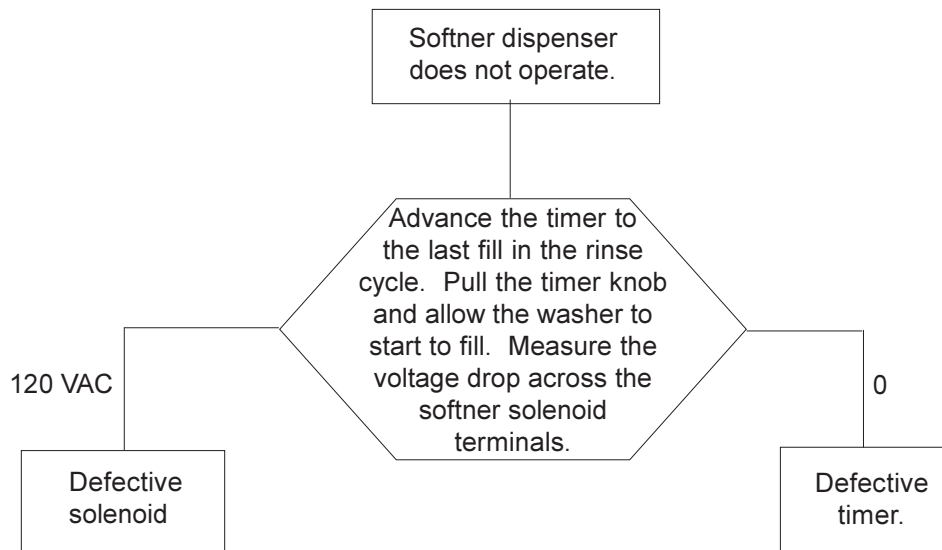 Softner dispenser
does not operate.
Advance the timer to
the last fill in the rinse
cycle. Pull the timer knob
and allow the washer to
start to fill. Measure the
voltage drop across the
softner solenoid
terminals.
120 VAC
0
Defective
solenoid
Defective
timer.